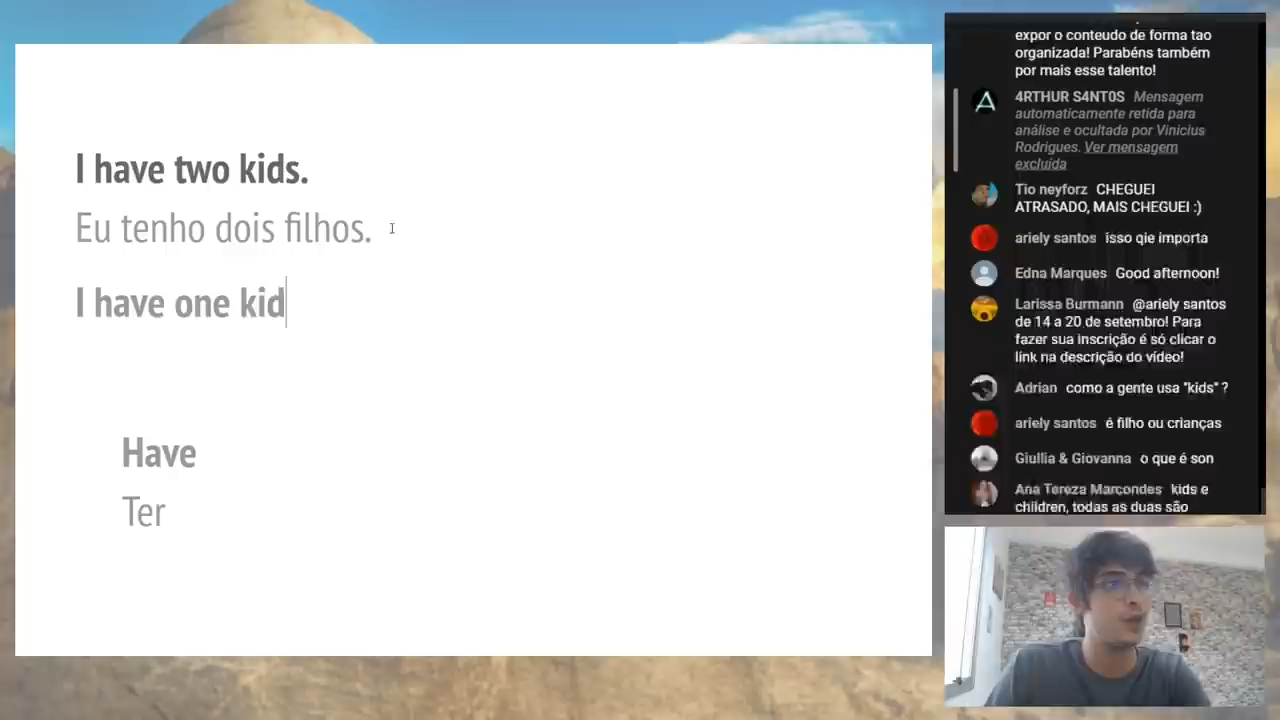 I have two kids.
Eu tenho dois filhos.
I have one kid
Have
Ter
expor o conteudo de forma tao
organizada! Parabéns também
por mais esse talento!
4RTHUR S4NT0S Mensagem
automaticamente retida para
análise e ocultada por Vinicius
Rodrigues. Ver mensagem
excluída
Tio neyforz CHEGUEI
ATRASADO, MAIS CHEGUEI :)
ariely santos isso qie importa
Edna Marques Good afternoon!
Larissa Burmann @ariely santos
de 14 a 20 de setembro! Para
fazer sua inscrição é só clicar o
link na descrição do vídeo!
Adrian como a gente usa "kids" ?
ariely santos é filho ou crianças
Giullia & Giovanna o que é son
Ana Tereza Marcondes kids e
children, todas as duas são